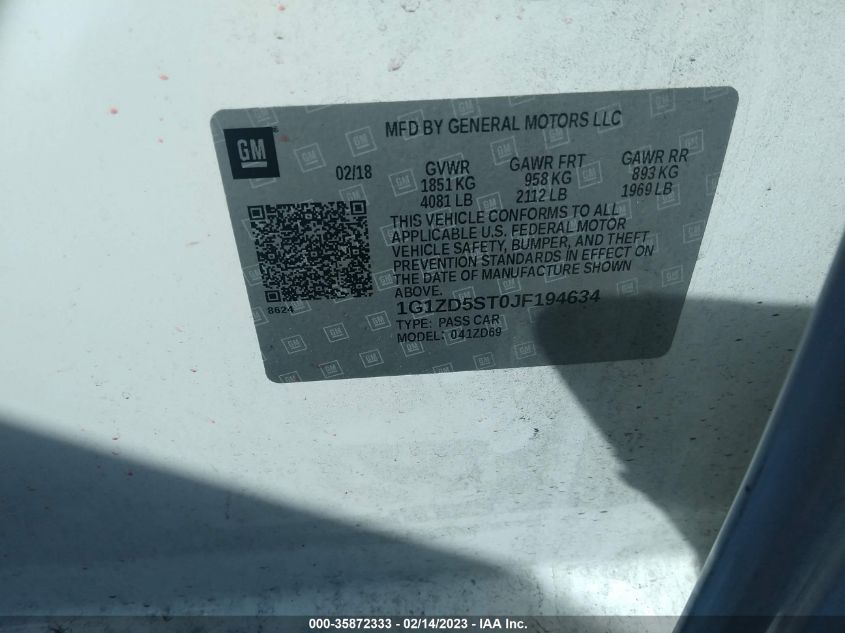 MFD BY GENERAL MOTORS LLC
GM
02/18 GVWR GAWR FRT GAWR RR
1851 KG 958 KG 893 KG
4081 LB 2112 LB 1969 LB
THIS VEHICLE CONFORMS TO ALL
APPLICABLE U.S. FEDERAL MOTOR
VEHICLE SAFETY, BUMPER, AND THEFT
PREVENTION STANDARDS IN EFFECT ON
THE DATE OF MANUFACTURE SHOWN
ABOVE.
8624
1G1ZD5ST0JF194634
TYPE: PASS CAR
MODEL: 041ZD69
000-35872333 - 02/14/2023 - IAA Inc.